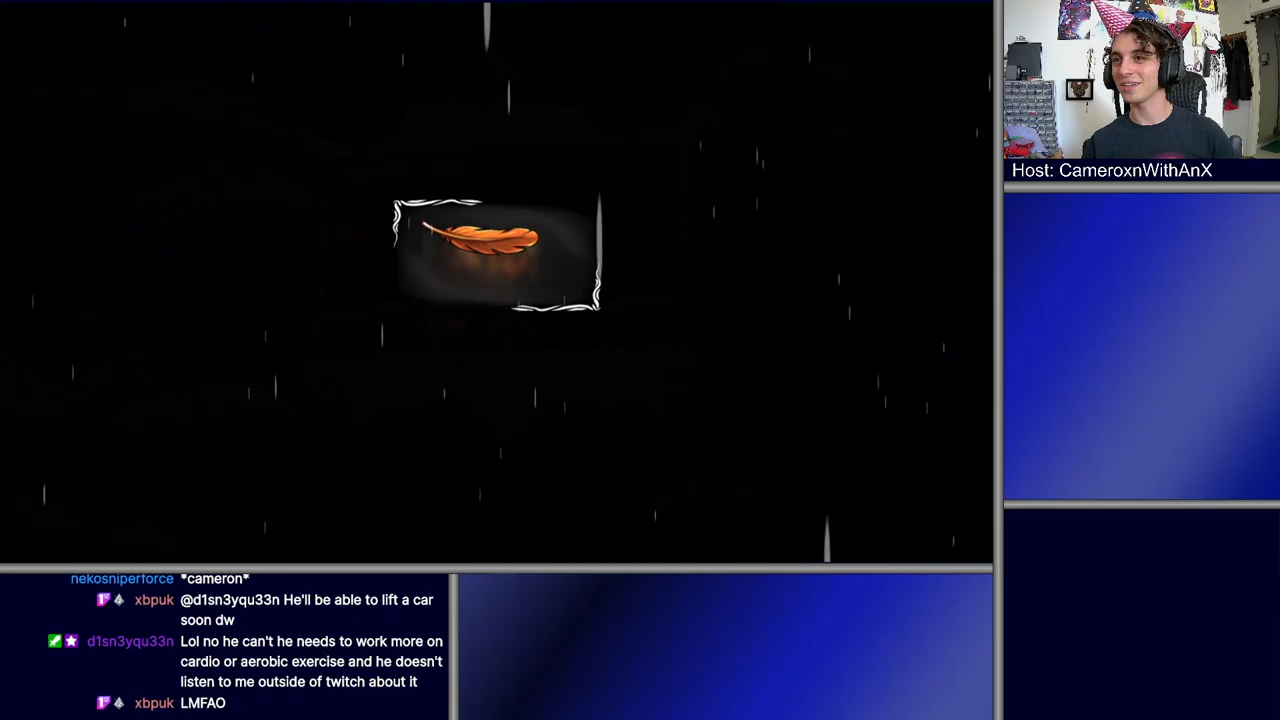 Host: CameroxnWithAnX
nekosniperforce *cameron*
xbpuk @d1sn3yqu33n He'll be able to lift a car
soon dw
d1sn3yqu33n Lol no he can't he needs to work more on
cardio or aerobic exercise and he doesn't
listen to me outside of twitch about it
xbpuk LMFAO